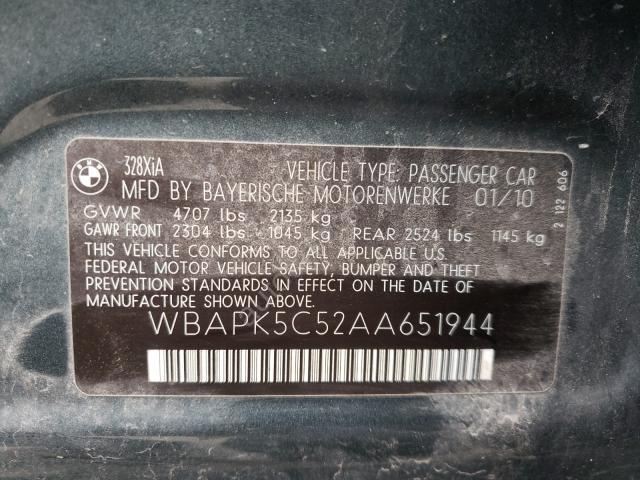 BMW
328XiA VEHICLE TYPE: PASSENGER CAR
MFD BY BAYERISCHE MOTORENWERKE 01/10
GVWR 4707 lbs 2135 kg
GAWR FRONT 2304 lbs - 1045 kg - REAR 2524 lbs 1145 kg
THIS VEHICLE CONFORMS TO ALL APPLICABLE U.S.
FEDERAL MOTOR VEHICLE SAFETY, BUMPER AND THEFT
PREVENTION STANDARDS IN EFFECT ON THE DATE OF
MANUFACTURE SHOWN ABOVE.
WBAPK5C52AA651944
2 122 606